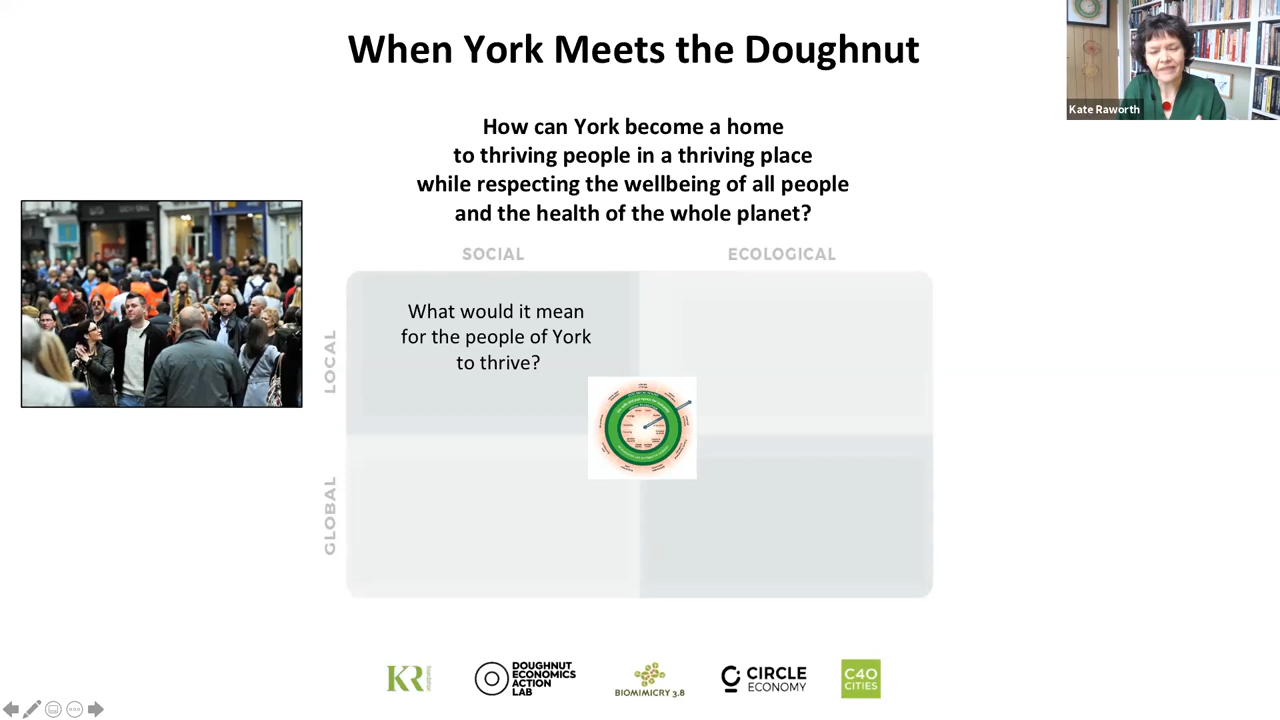 When York Meets the Doughnut
Kate Raworth
How can York become a home
to thriving people in a thriving place
while respecting the wellbeing of all people
and the health of the whole planet?
SOCIAL
ECOLOGICAL
LOCAL
What would it mean
for the people of York
to thrive?
GLOBAL
KR
DOUGHNUT
ECONOMICS
ACTION
LAB
BIOMIMICRY 3.8
CIRCLE
ECONOMY
C40
CITIES